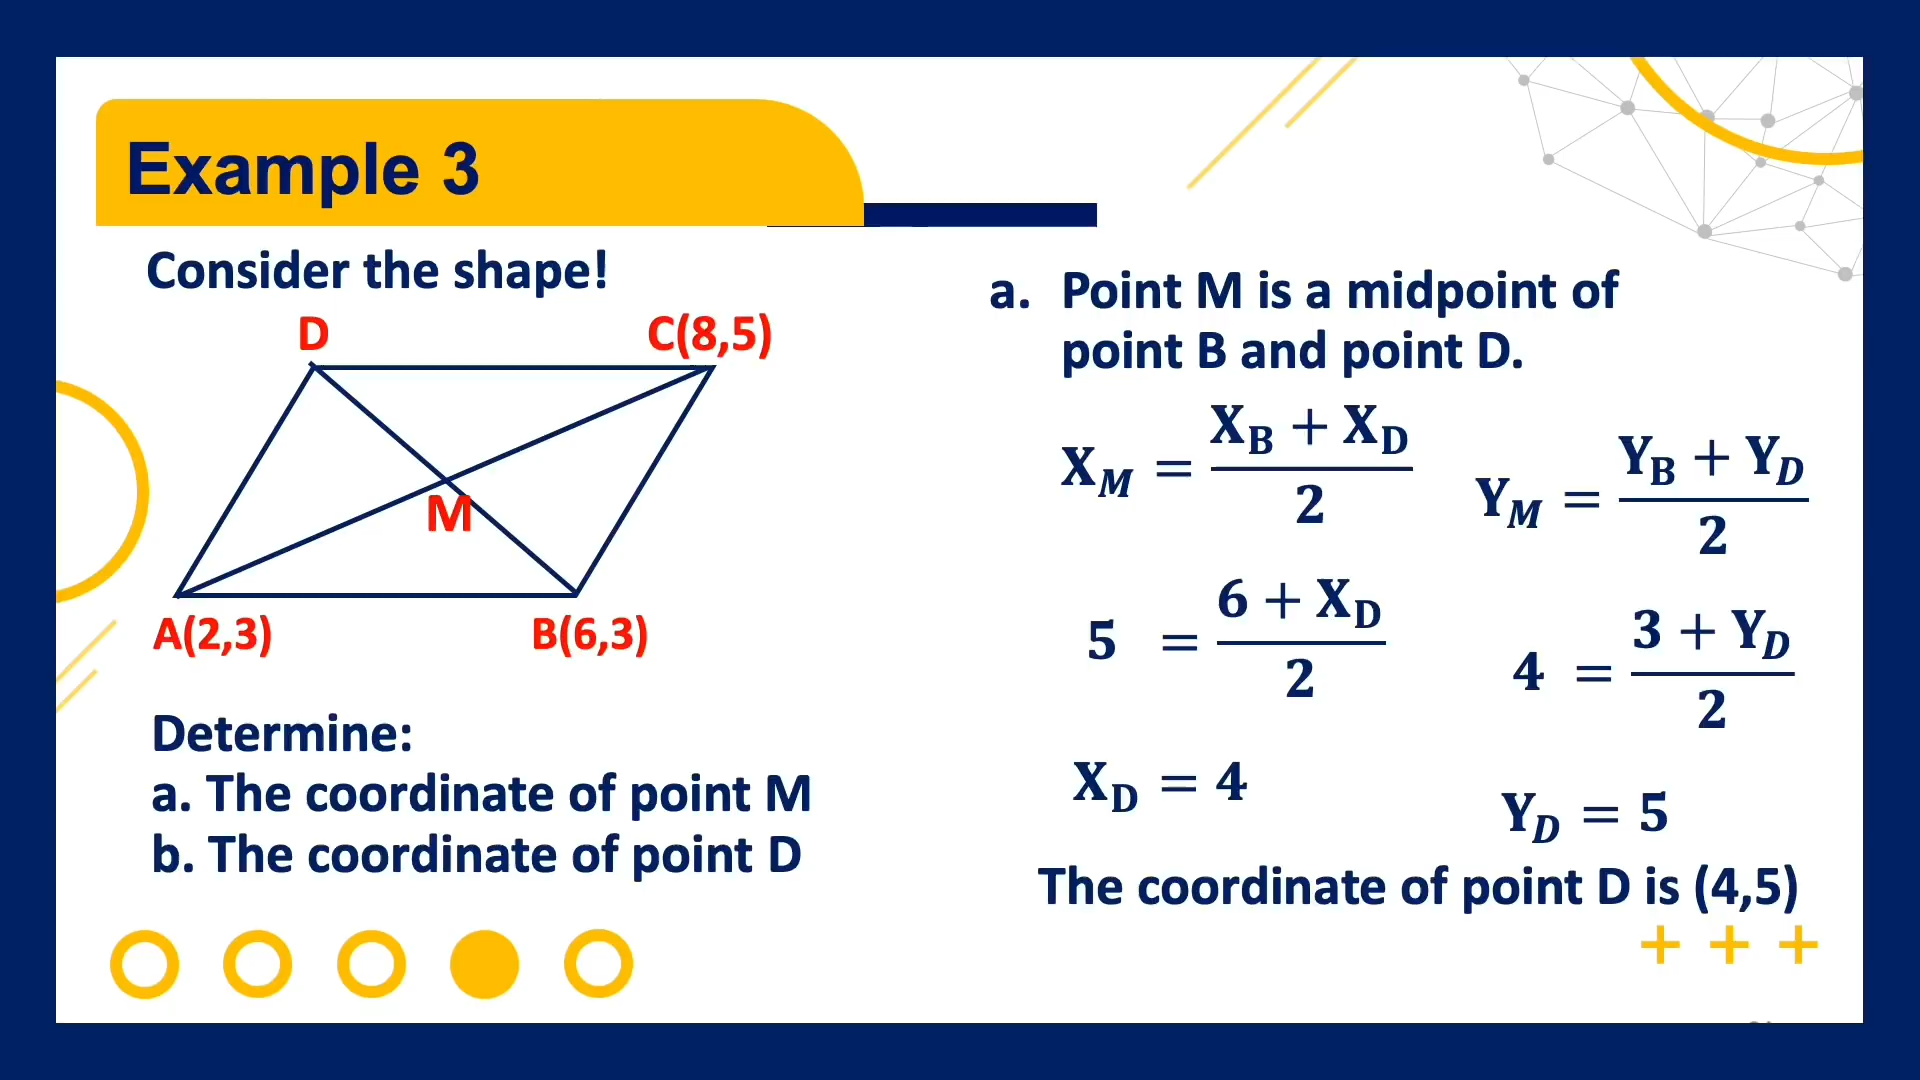 Example 3
Consider the shape!
D
C(8,5)
M
A(2,3)
B(6,3)
Determine:
a. The coordinate of point M
b. The coordinate of point D
a. Point M is a midpoint of
point B and point D.
X_M = (X_B + X_D)/2
Y_M = (Y_B + Y_D)/2
5 = (6 + X_D)/2
4 = (3 + Y_D)/2
X_D = 4
Y_D = 5
The coordinate of point D is (4,5)